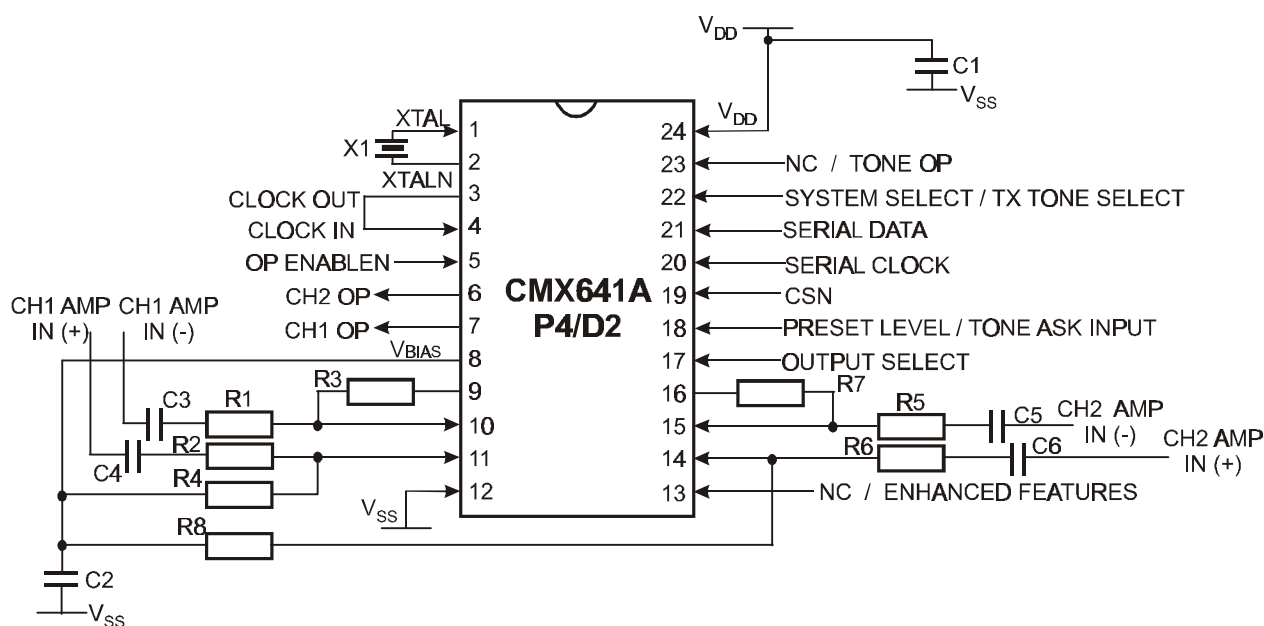 VDD
C1
VSS
VDD
XTAL
X1
XTALN
CLOCK OUT
CLOCK IN
OP ENABLEN
CH2 OP
CH1 OP
VBIAS
1
2
3
4
5
6
7
8
9
10
11
12
CMX641A
P4/D2
24
23
22
21
20
19
18
17
16
15
14
13
NC / TONE OP
SYSTEM SELECT / TX TONE SELECT
SERIAL DATA
SERIAL CLOCK
CSN
PRESET LEVEL / TONE ASK INPUT
OUTPUT SELECT
CH1 AMP
IN (+)
CH1 AMP
IN (-)
R3
C3
R1
C4
R2
R4
R8
VSS
C2
VSS
R7
R5
C5
CH2 AMP
IN (-)
R6
C6
CH2 AMP
IN (+)
NC / ENHANCED FEATURES